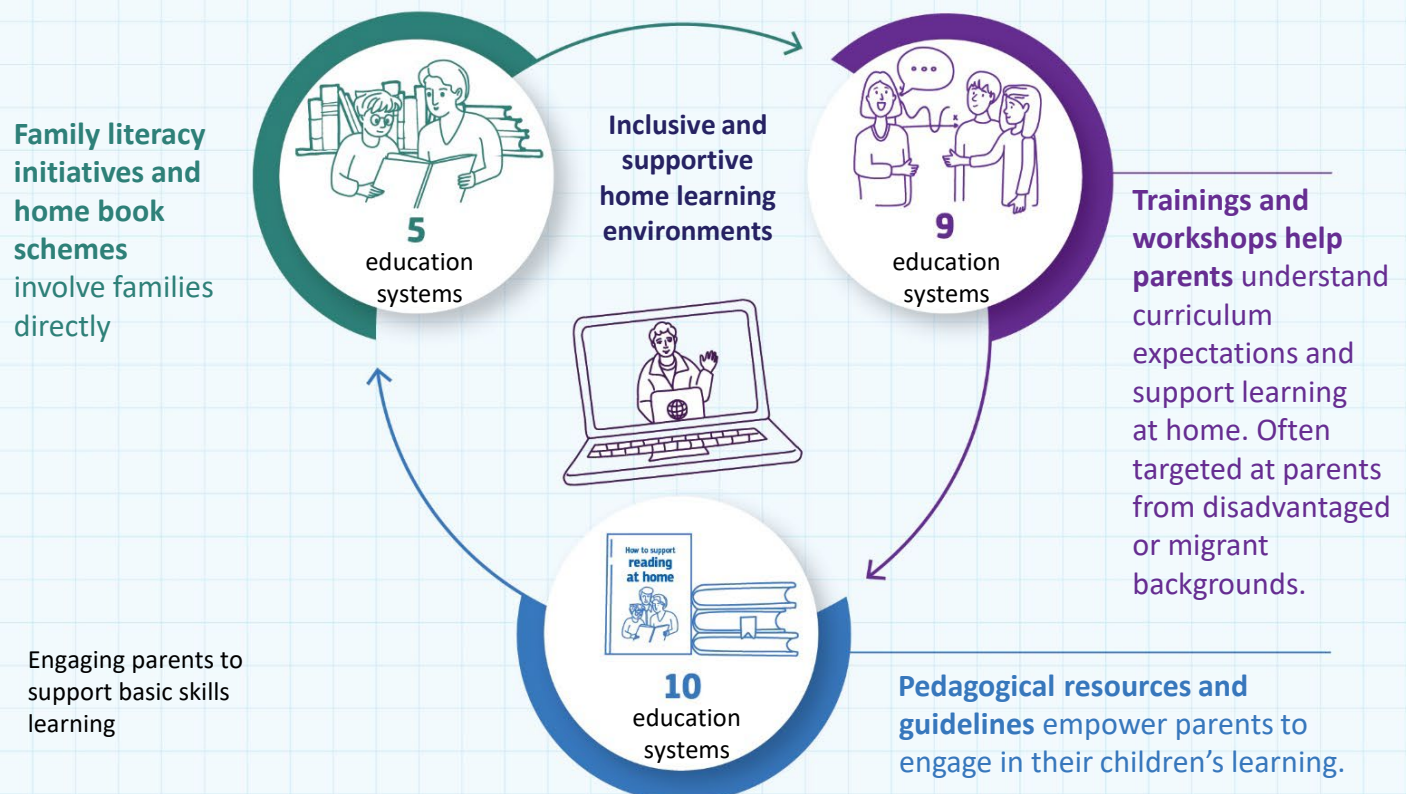 Family literacy
initiatives and
home book
schemes
involve families
directly
5
education
systems
Inclusive and
supportive
home learning
environments
9
education
systems
x
Trainings and
workshops help
parents understand
curriculum
expectations and
support learning
at home. Often
targeted at parents
from disadvantaged
or migrant
backgrounds.
How to support
reading
at home
10
education
systems
Pedagogical resources and
guidelines empower parents to
engage in their children’s learning.
Engaging parents to
support basic skills
learning